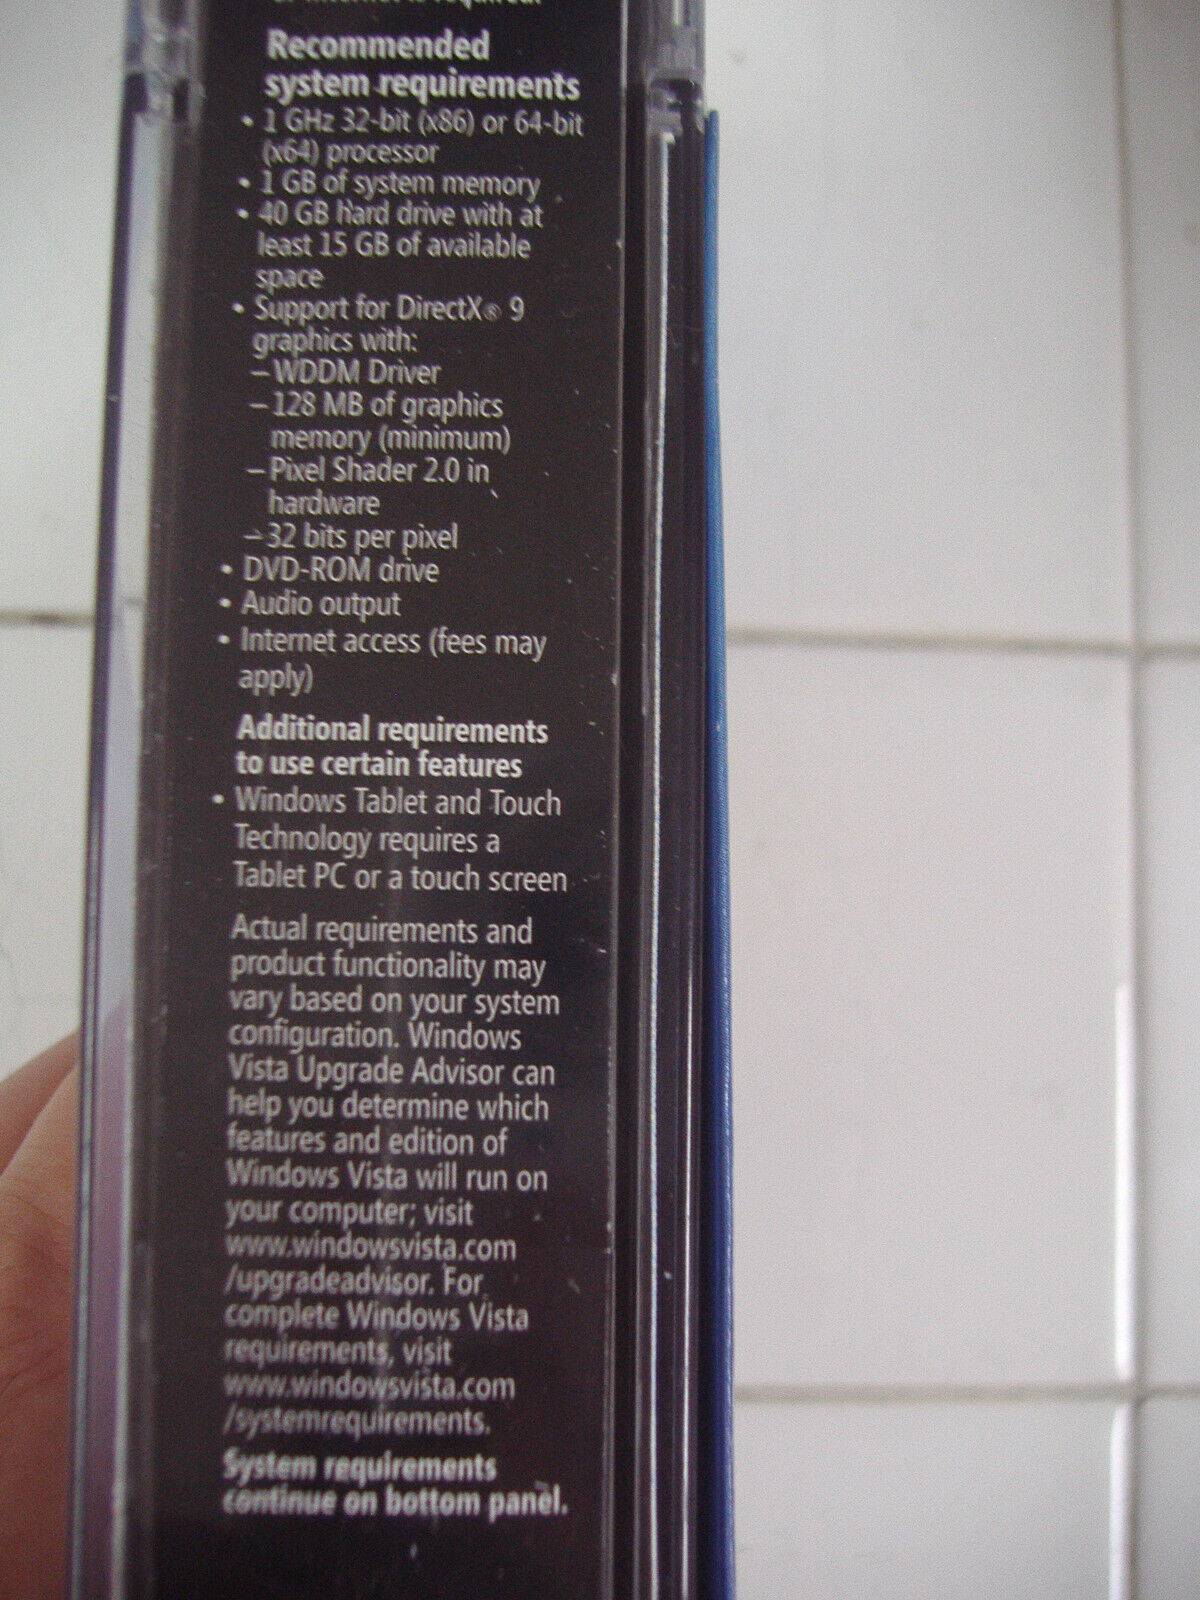 or Internet is required.
Recommended
system requirements
• 1 GHz 32-bit (x86) or 64-bit
(x64) processor
• 1 GB of system memory
• 40 GB hard drive with at
least 15 GB of available
space
• Support for DirectX® 9
graphics with:
– WDDM Driver
– 128 MB of graphics
memory (minimum)
– Pixel Shader 2.0 in
hardware
– 32 bits per pixel
• DVD-ROM drive
• Audio output
• Internet access (fees may
apply)
Additional requirements
to use certain features
• Windows Tablet and Touch
Technology requires a
Tablet PC or a touch screen
Actual requirements and
product functionality may
vary based on your system
configuration. Windows
Vista Upgrade Advisor can
help you determine which
features and edition of
Windows Vista will run on
your computer; visit
www.windowsvista.com
/upgradeadvisor. For
complete Windows Vista
requirements, visit
www.windowsvista.com
/systemrequirements.
System requirements
continue on bottom panel.